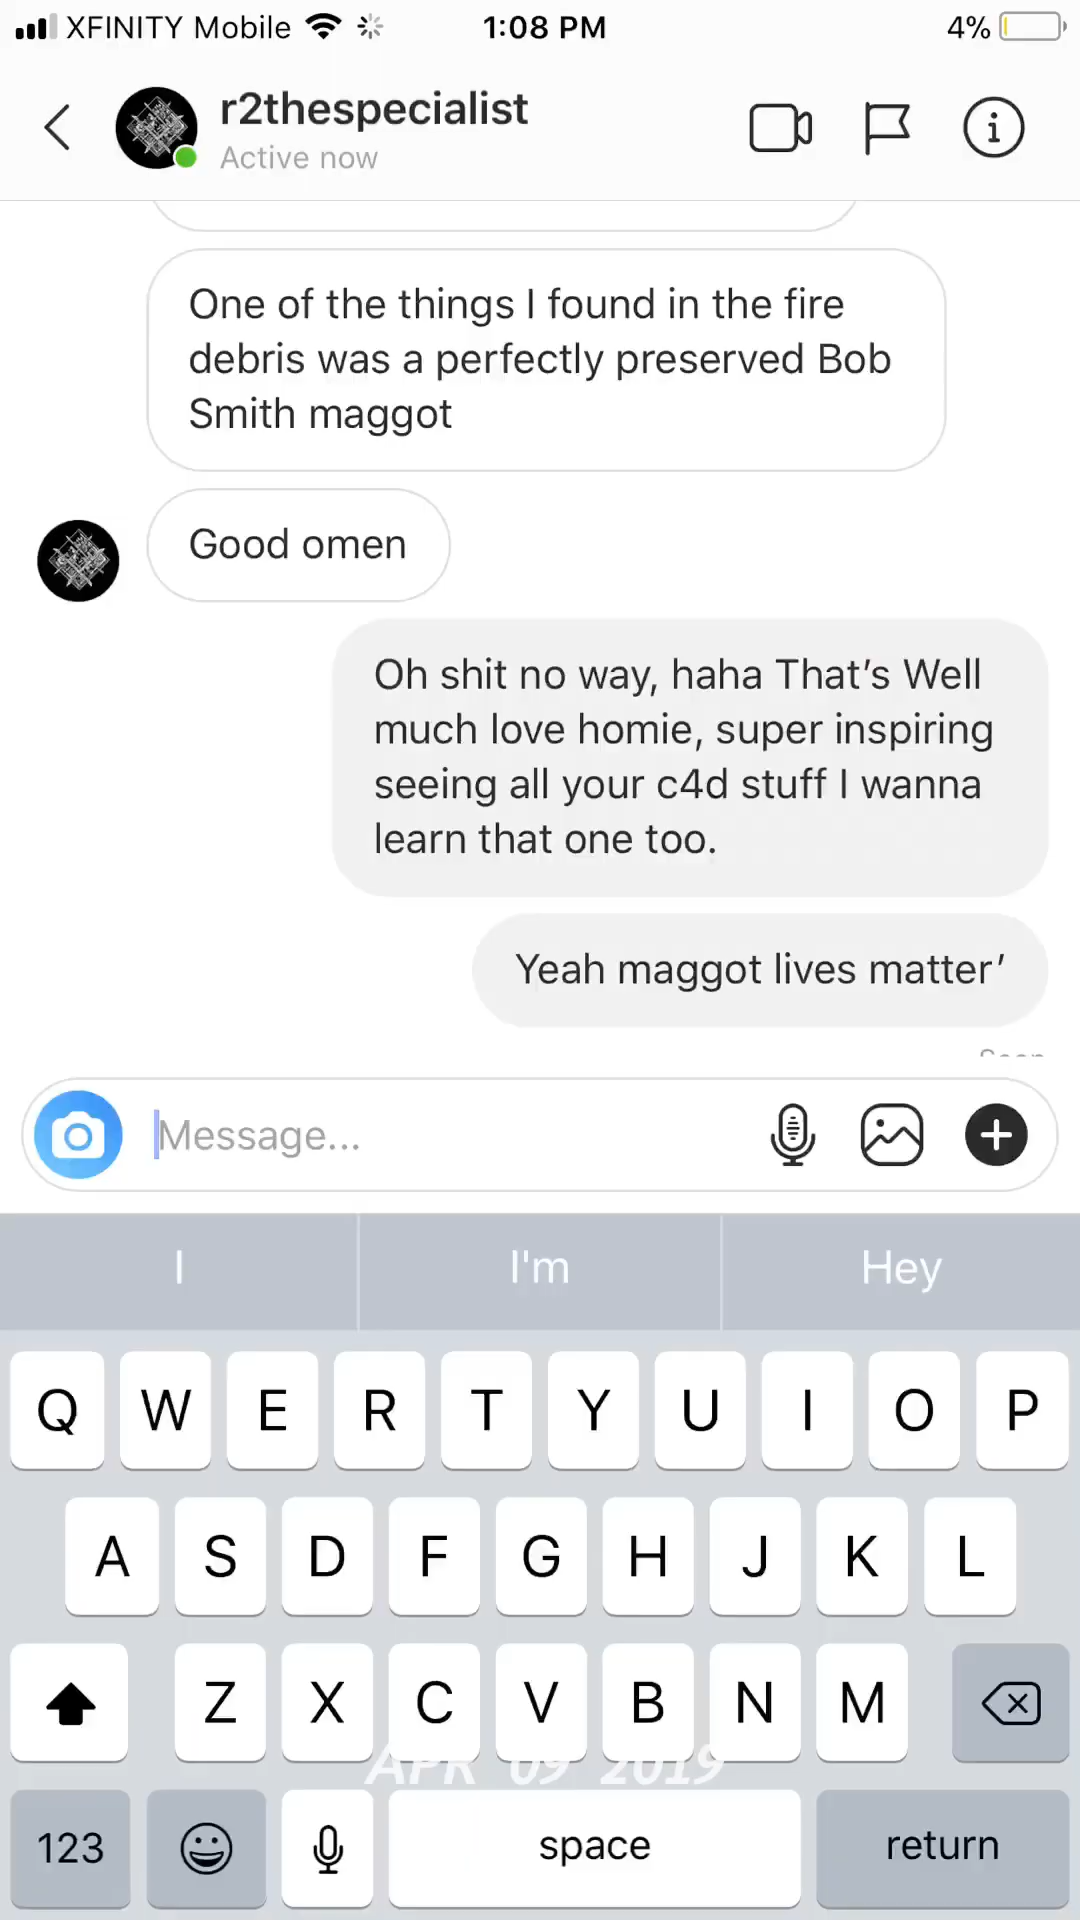 XFINITY Mobile 1:08 PM 4%
r2thespecialist
Active now
One of the things I found in the fire
debris was a perfectly preserved Bob
Smith maggot
Good omen
Oh shit no way, haha That's Well
much love homie, super inspiring
seeing all your c4d stuff I wanna
learn that one too.
Yeah maggot lives matter'
Message...
I I'm Hey
Q W E R T Y U I O P
A S D F G H J K L
Z X C V B N M
APR 09 2019
123 space return